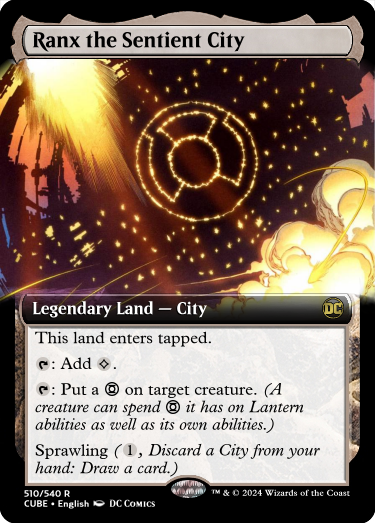 Ranx the Sentient City
Legendary Land — City
DC
This land enters tapped.
: Add .
: Put a on target creature. (A
creature can spend it has on Lantern
abilities as well as its own abilities.)
Sprawling (1, Discard a City from your
hand: Draw a card.)
510/540 R
CUBE • English DC COMICS
™ & © 2024 Wizards of the Coast